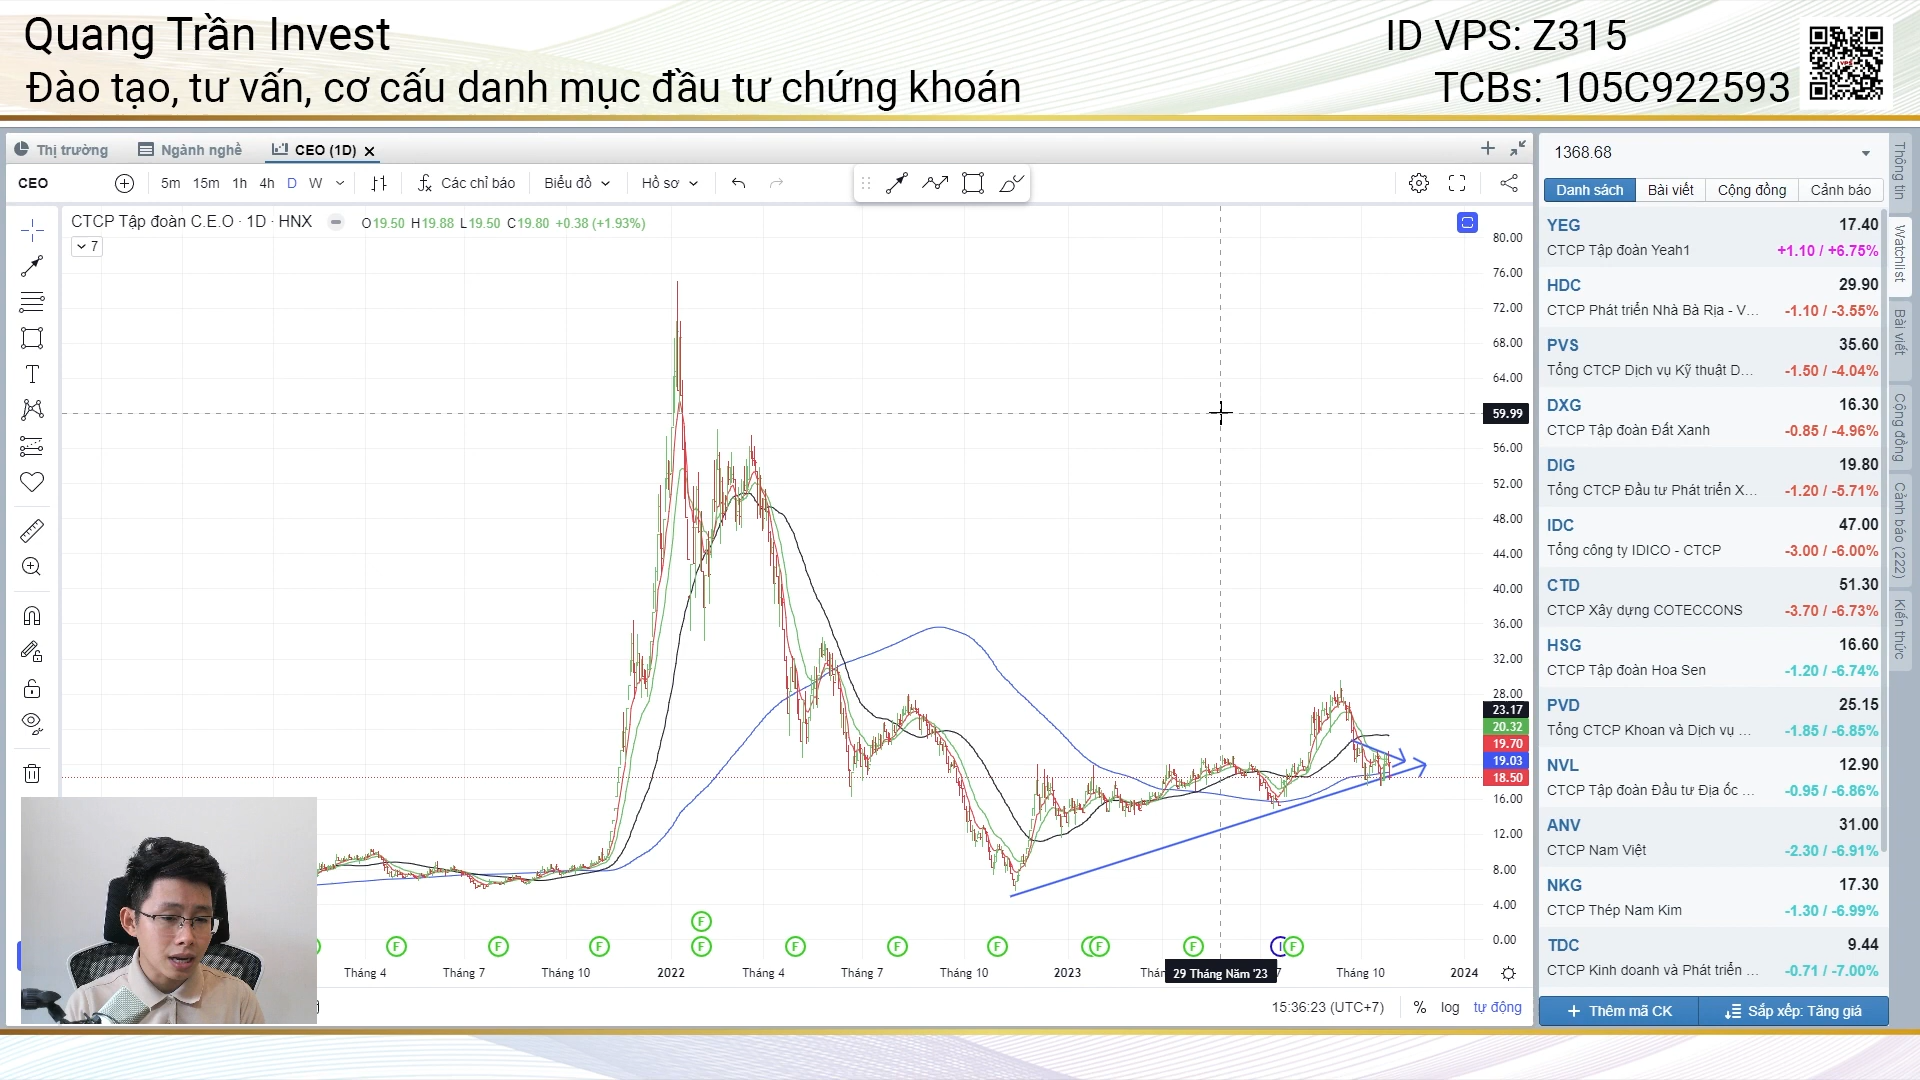 Quang Trần Invest
Đào tạo, tư vấn, cơ cấu danh mục đầu tư chứng khoán
ID VPS: Z315
TCBs: 105C922593
Thị trường
Ngành nghề
CEO (1D)
CEO
5m 15m 1h 4h D W
Các chỉ báo
Biểu đồ
Hồ sơ
CTCP Tập đoàn C.E.O · 1D · HNX
O19.50 H19.88 L19.50 C19.80 +0.38 (+1.93%)
7
80.00
76.00
72.00
68.00
64.00
59.99
56.00
52.00
48.00
44.00
40.00
36.00
32.00
28.00
23.17
20.32
19.70
19.03
18.50
16.00
12.00
8.00
4.00
0.00
F
F F F F F F F F F F
Tháng 4 Tháng 7 Tháng 10 2022 Tháng 4 Tháng 7 Tháng 10 2023 29 Tháng Năm '23 Tháng 10 2024
15:36:23 (UTC+7) % log tự động
1368.68
Danh sách Bài viết Cộng đồng Cảnh báo
YEG 17.40
CTCP Tập đoàn Yeah1 +1.10 / +6.75%
HDC 29.90
CTCP Phát triển Nhà Bà Rịa - V... -1.10 / -3.55%
PVS 35.60
Tổng CTCP Dịch vụ Kỹ thuật D... -1.50 / -4.04%
DXG 16.30
CTCP Tập đoàn Đất Xanh -0.85 / -4.96%
DIG 19.80
Tổng CTCP Đầu tư Phát triển X... -1.20 / -5.71%
IDC 47.00
Tổng công ty IDICO - CTCP -3.00 / -6.00%
CTD 51.30
CTCP Xây dựng COTECCONS -3.70 / -6.73%
HSG 16.60
CTCP Tập đoàn Hoa Sen -1.20 / -6.74%
PVD 25.15
Tổng CTCP Khoan và Dịch vụ ... -1.85 / -6.85%
NVL 12.90
CTCP Tập đoàn Đầu tư Địa ốc ... -0.95 / -6.86%
ANV 31.00
CTCP Nam Việt -2.30 / -6.91%
NKG 17.30
CTCP Thép Nam Kim -1.30 / -6.99%
TDC 9.44
CTCP Kinh doanh và Phát triển ... -0.71 / -7.00%
Thêm mã CK
Sắp xếp: Tăng giá
Thông tin
Watchlist
Bài viết
Cộng đồng
Cảnh báo (222)
Kiến thức